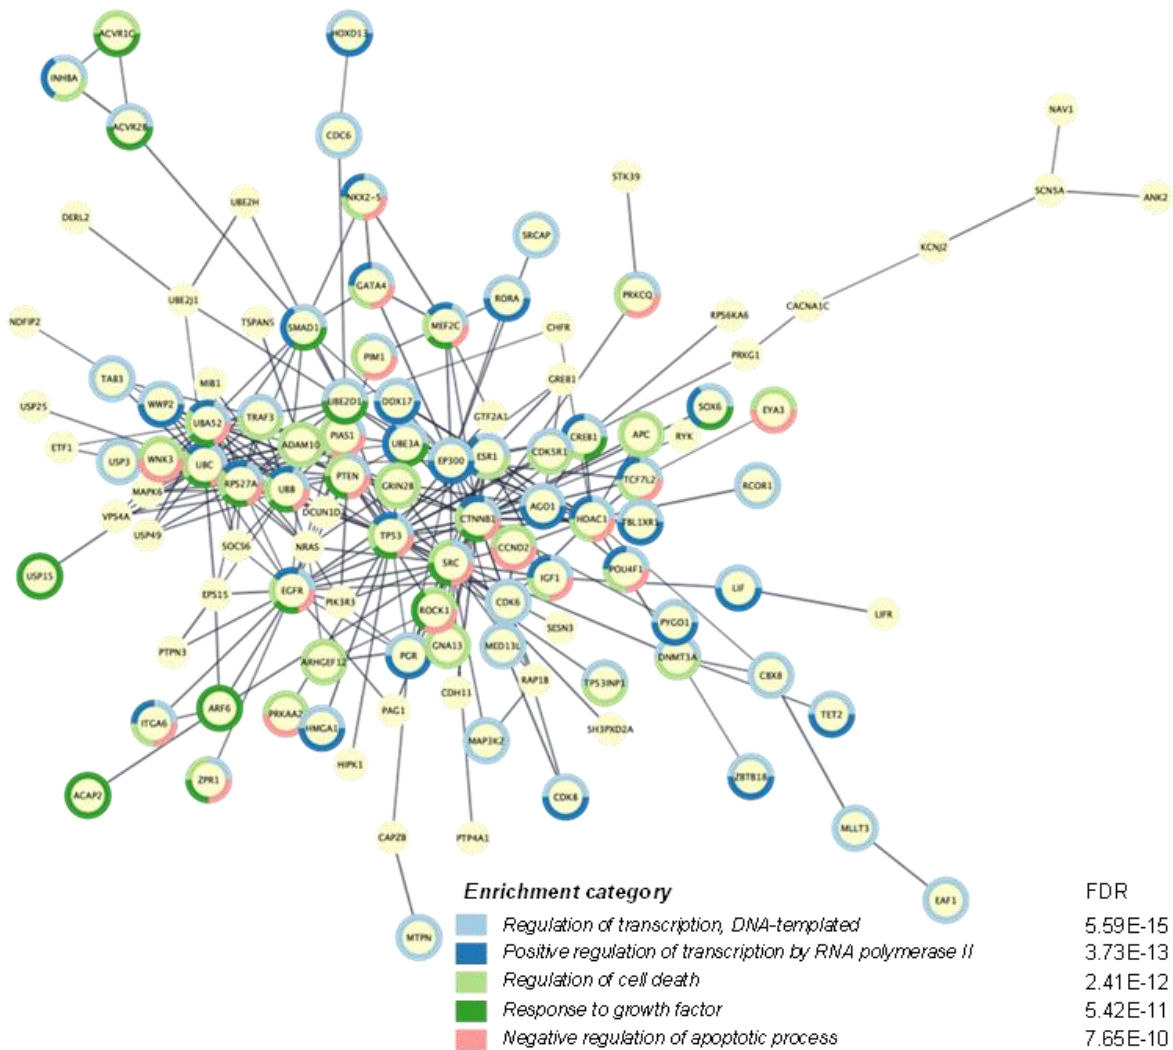 ACVR1C
HOXD13
INHBA
ACVR2B
CDC6
NAV1
STK39
NKX2-5
SCN5A
ANK2
UBE2H
DERL2
SRCAP
KCNJ2
GATA4
RORA
PRKCQ
UBE2J1
CACNA1C
NDFIP2
TSPAN5
SMAD1
MEF2C
CHFR
RPS6KA6
PIM1
PRKG1
TAB3
MIB1
GREB1
USP25
WWP2
UBE2D1
DDX17
SOX6
EYA3
UBA52
TRAF3
GTF2A1
ETF1
ADAM10
PIAS1
UBE3A
CREB1
APC
RYK
USP3
WNK3
UBC
EP300
ESR1
CDK5R1
MAPK6
RPS27A
UBB
PTEN
GRIN2B
TCF7L2
RCOR1
VPS4A
DCUN1D
CTNNB1
AGO1
HDAC1
TBL1XR1
USP49
SOCS6
NRAS
TP53
CCND2
USP15
SRC
IGF1
POU4F1
EPS15
EGFR
PIK3R3
ROCK1
CDK6
LIF
LIFR
PTPN3
ARHGEF12
PGR
GNA13
MED13L
SESN3
PYGO1
DNMT3A
CBX8
CDH11
RAP1B
TP53INP1
ITGA6
ARF6
PRKAA2
HMGA1
PAG1
MAP3K2
SH3PXD2A
TET2
ZPR1
HIPK1
ACAP2
CDK8
ZBTB18
CAPZB
PTP4A1
MLLT3
EAF1
MTPN
Enrichment category FDR
Regulation of transcription, DNA-templated 5.59E-15
Positive regulation of transcription by RNA polymerase II 3.73E-13
Regulation of cell death 2.41E-12
Response to growth factor 5.42E-11
Negative regulation of apoptotic process 7.65E-10